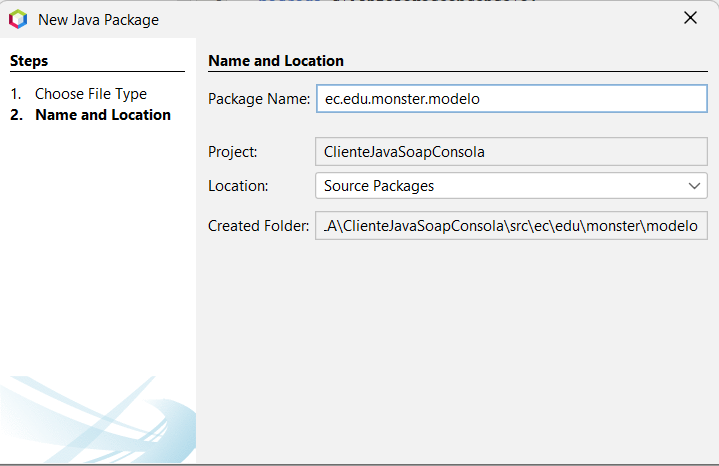 New Java Package
Steps
1. Choose File Type
2. Name and Location
Name and Location
Package Name: ec.edu.monster.modelo
Project: ClienteJavaSoapConsola
Location: Source Packages
Created Folder: .A\ClienteJavaSoapConsola\src\ec\edu\monster\modelo